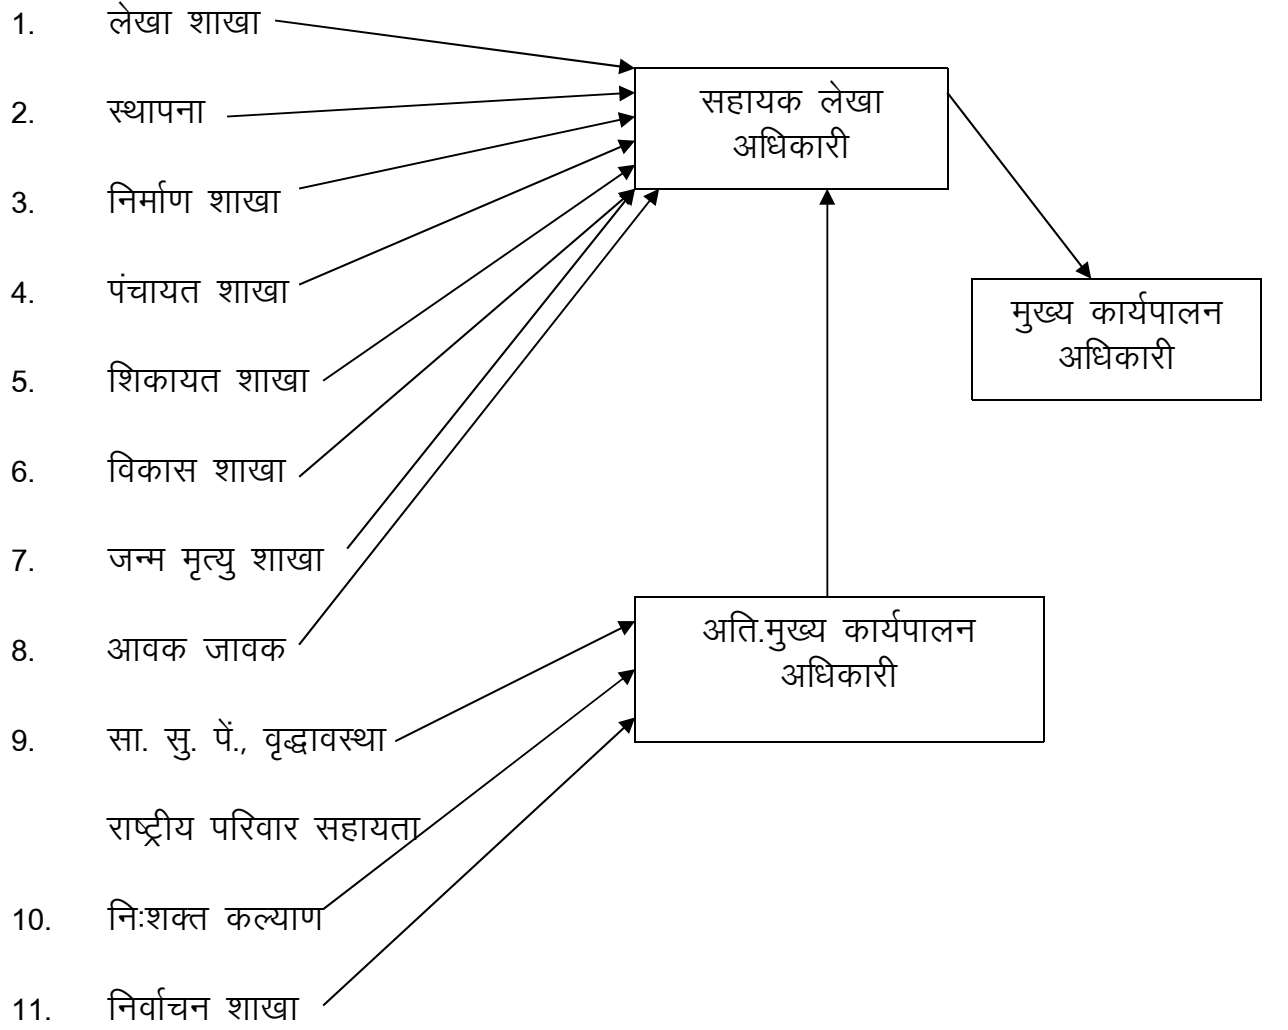 1. लेखा शाखा
2. स्थापना
3. निर्माण शाखा
4. पंचायत शाखा
5. शिकायत शाखा
6. विकास शाखा
7. जन्म मृत्यु शाखा
8. आवक जावक
9. सा. सु. पें., वृद्धावस्था
राष्ट्रीय परिवार सहायता
10. निःशक्त कल्याण
11. निर्वाचन शाखा
सहायक लेखा
अधिकारी
मुख्य कार्यपालन
अधिकारी
अति.मुख्य कार्यपालन
अधिकारी